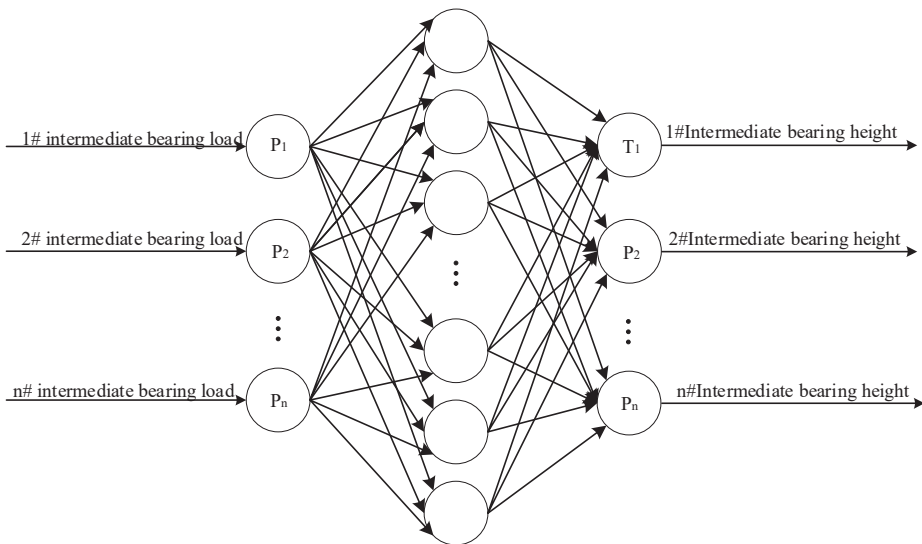 1# intermediate bearing load
P1
T1
1#Intermediate bearing height
2# intermediate bearing load
P2
P2
2#Intermediate bearing height
n# intermediate bearing load
Pn
Pn
n#Intermediate bearing height